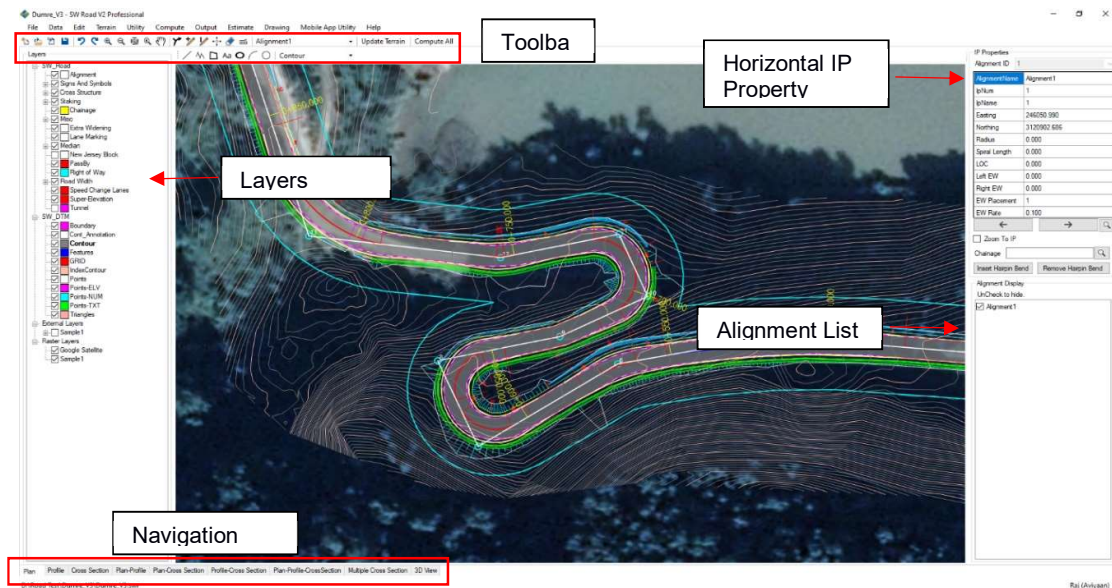 Dumre_V3 - SW Road V2 Professional
File Data Edit Terrain Utility Compute Output Estimate Drawing Mobile App Utility Help
Alignment1 Update Terrain Compute All
Layers
Aa Contour
Toolba
SW_Road
Alignment
Signs And Symbols
Cross Structure
Staking
Chainage
Misc
Extra Widening
Lane Marking
Median
New Jersey Block
PassBy
Right of Way
Road Width
Speed Change Lanes
Super-Elevation
Tunnel
SW_DTM
Boundary
Cont_Annotation
Contour
Features
GRID
IndexContour
Points
Points-ELV
Points-NUM
Points-TXT
Triangles
External Layers
Sample1
Raster Layers
Google Satellite
Sample1
Layers
Horizontal IP
Property
Alignment List
IP Properties
Alignment ID 1
AlignmentName Alignment1
IpNum 1
IpName 1
Easting 246050.990
Northing 3120902.686
Radius 0.000
Spiral Length 0.000
LOC 0.000
Left EW 0.000
Right EW 0.000
EW Placement 1
EW Rate 0.100
Zoom To IP
Chainage
Insert Hairpin Bend Remove Hairpin Bend
Alignment Display
UnCheck to hide.
Alignment1
Navigation
Plan Profile Cross Section Plan-Profile Plan-Cross Section Profile-Cross Section Plan-Profile-CrossSection Multiple Cross Section 3D View
Raj (Aviyaan)